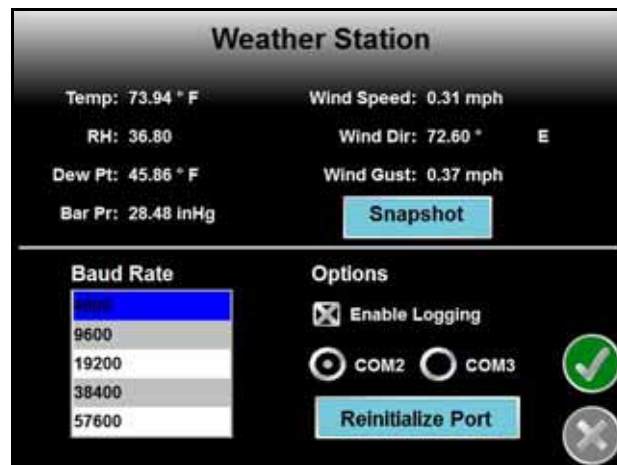 Weather Station
Temp: 73.94 ° F
Wind Speed: 0.31 mph
RH: 36.80
Wind Dir: 72.60 ° E
Dew Pt: 45.86 ° F
Wind Gust: 0.37 mph
Bar Pr: 28.48 inHg
Snapshot
Baud Rate
4800
9600
19200
38400
57600
Options
Enable Logging
COM2 COM3
Reinitialize Port